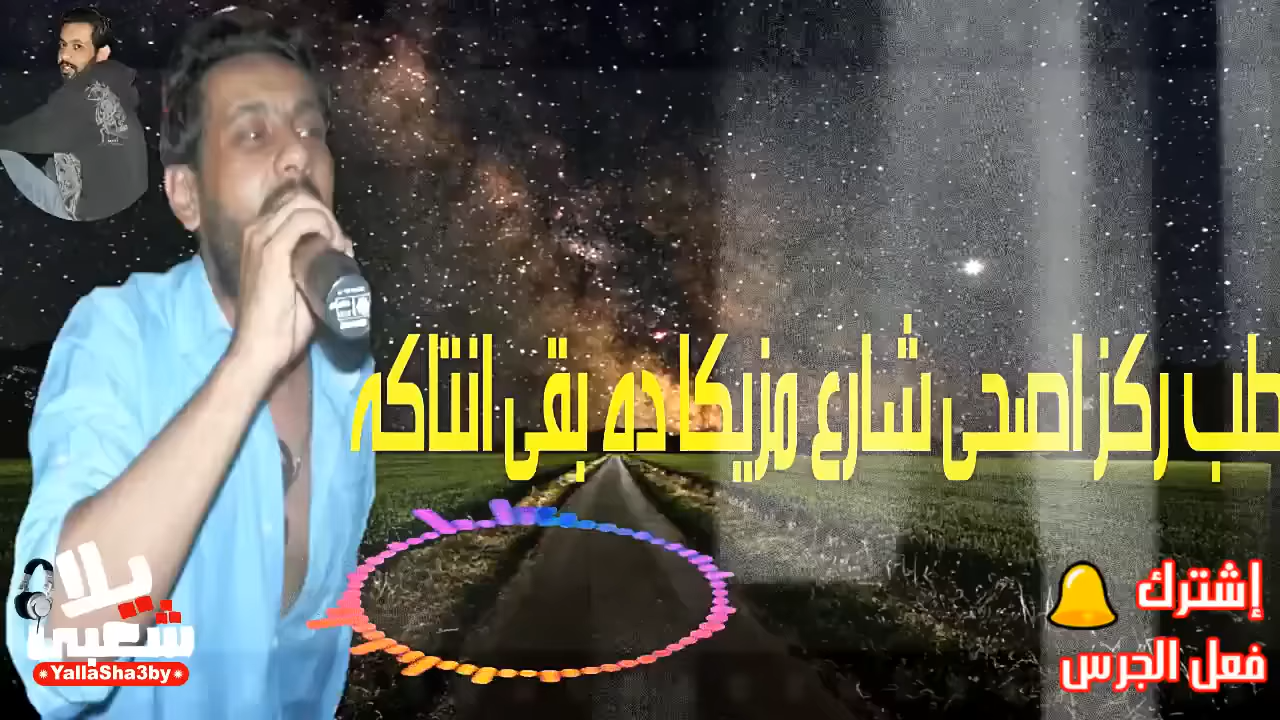 طب ركز اصحى شارع مزيكا ده بقى انتاكه
إشترك
فعل الجرس
يلا
شعبي
YallaSha3by